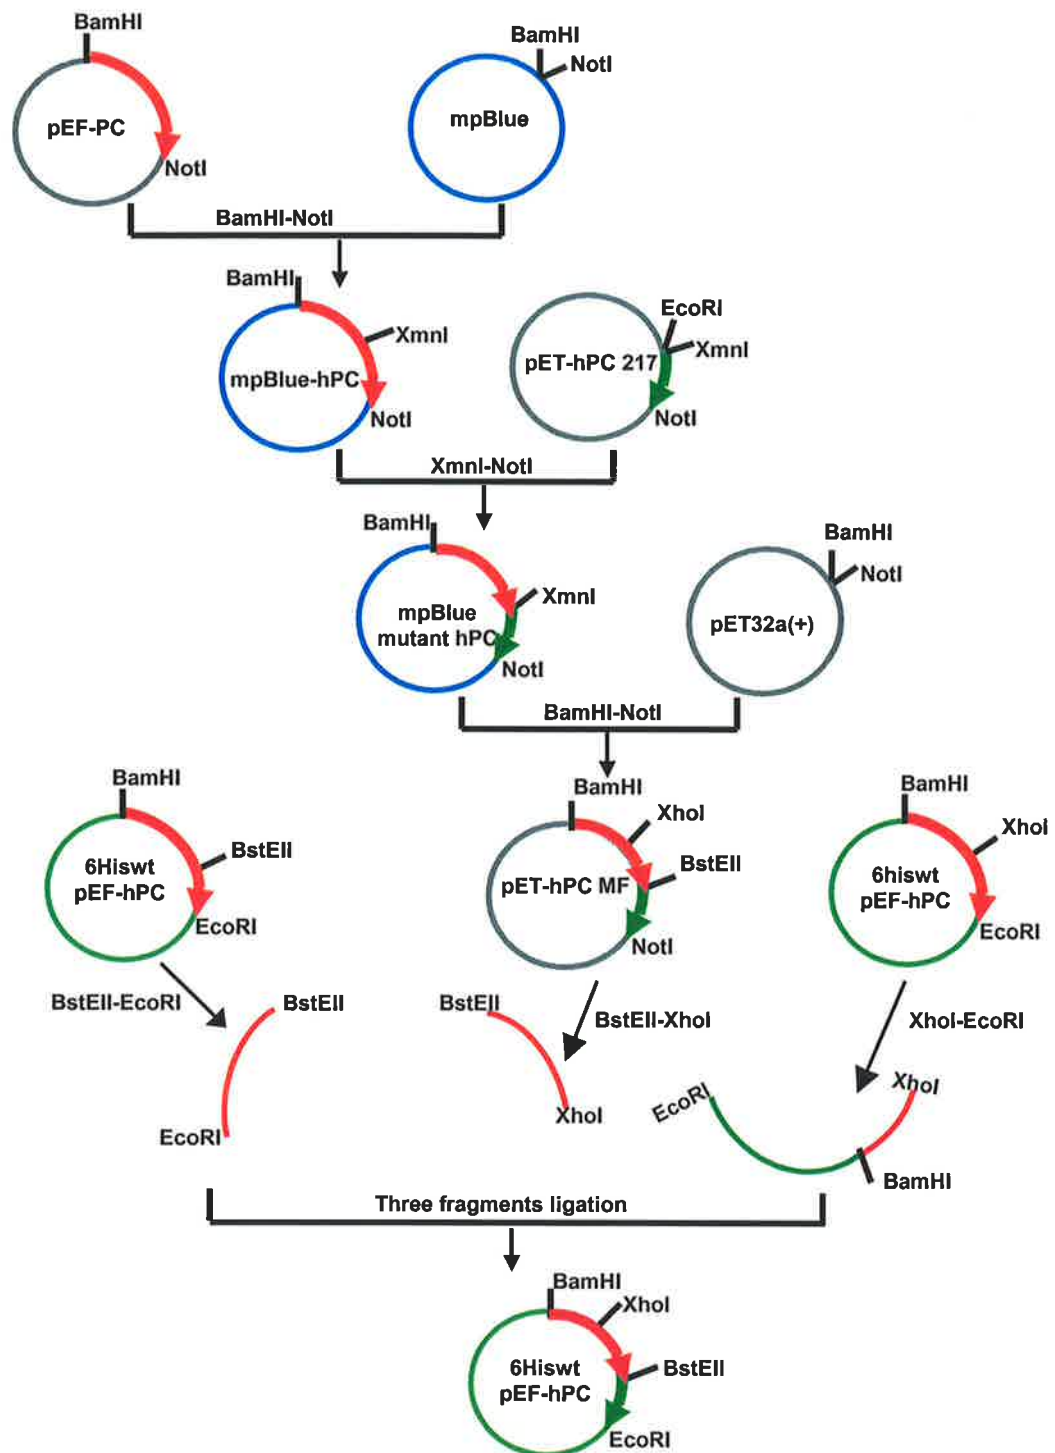 BamHI
pEF-PC
NotI
BamHI
NotI
mpBlue
BamHI-NotI
BamHI
XmnI
mpBlue-hPC
NotI
EcoRI
XmnI
pET-hPC 217
NotI
XmnI-NotI
BamHI
XmnI
mpBlue
mutant hPC
NotI
BamHI
NotI
pET32a(+)
BamHI-NotI
BamHI
6Hiswt
pEF-hPC
BstEII
EcoRI
BamHI
XhoI
BstEII
pET-hPC MF
NotI
BamHI
XhoI
6hiswt
pEF-hPC
EcoRI
BstEII-EcoRI
BstEII
EcoRI
BstEII
BstEII-XhoI
XhoI
XhoI-EcoRI
EcoRI
XhoI
BamHI
Three fragments ligation
BamHI
XhoI
6Hiswt
pEF-hPC
BstEII
EcoRI